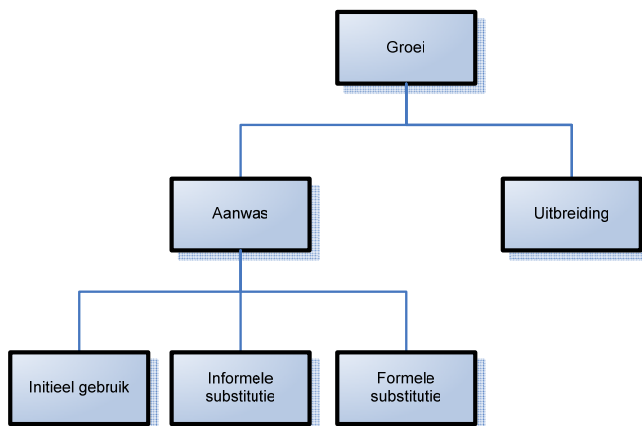 Groei
Aanwas
Uitbreiding
Initieel gebruik
Informele
substitutie
Formele
substitutie